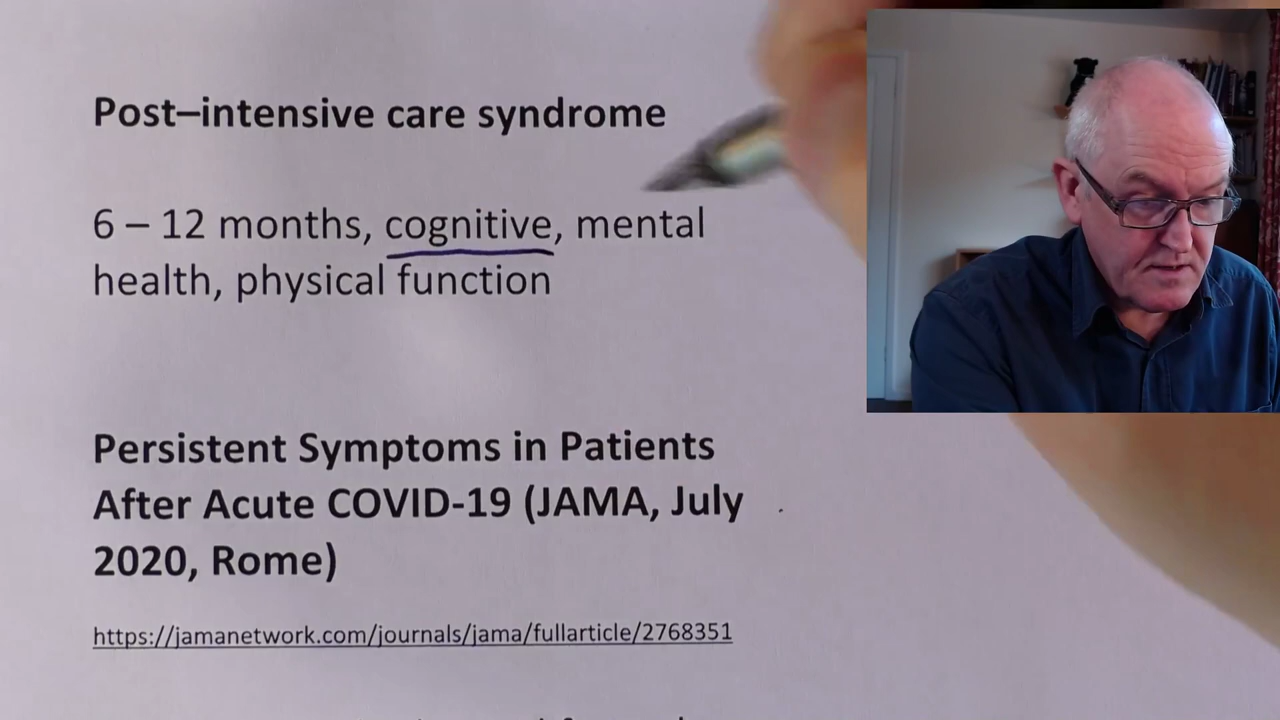 Post–intensive care syndrome
6 – 12 months, cognitive, mental
health, physical function
Persistent Symptoms in Patients
After Acute COVID-19 (JAMA, July
2020, Rome)
https://jamanetwork.com/journals/jama/fullarticle/2768351